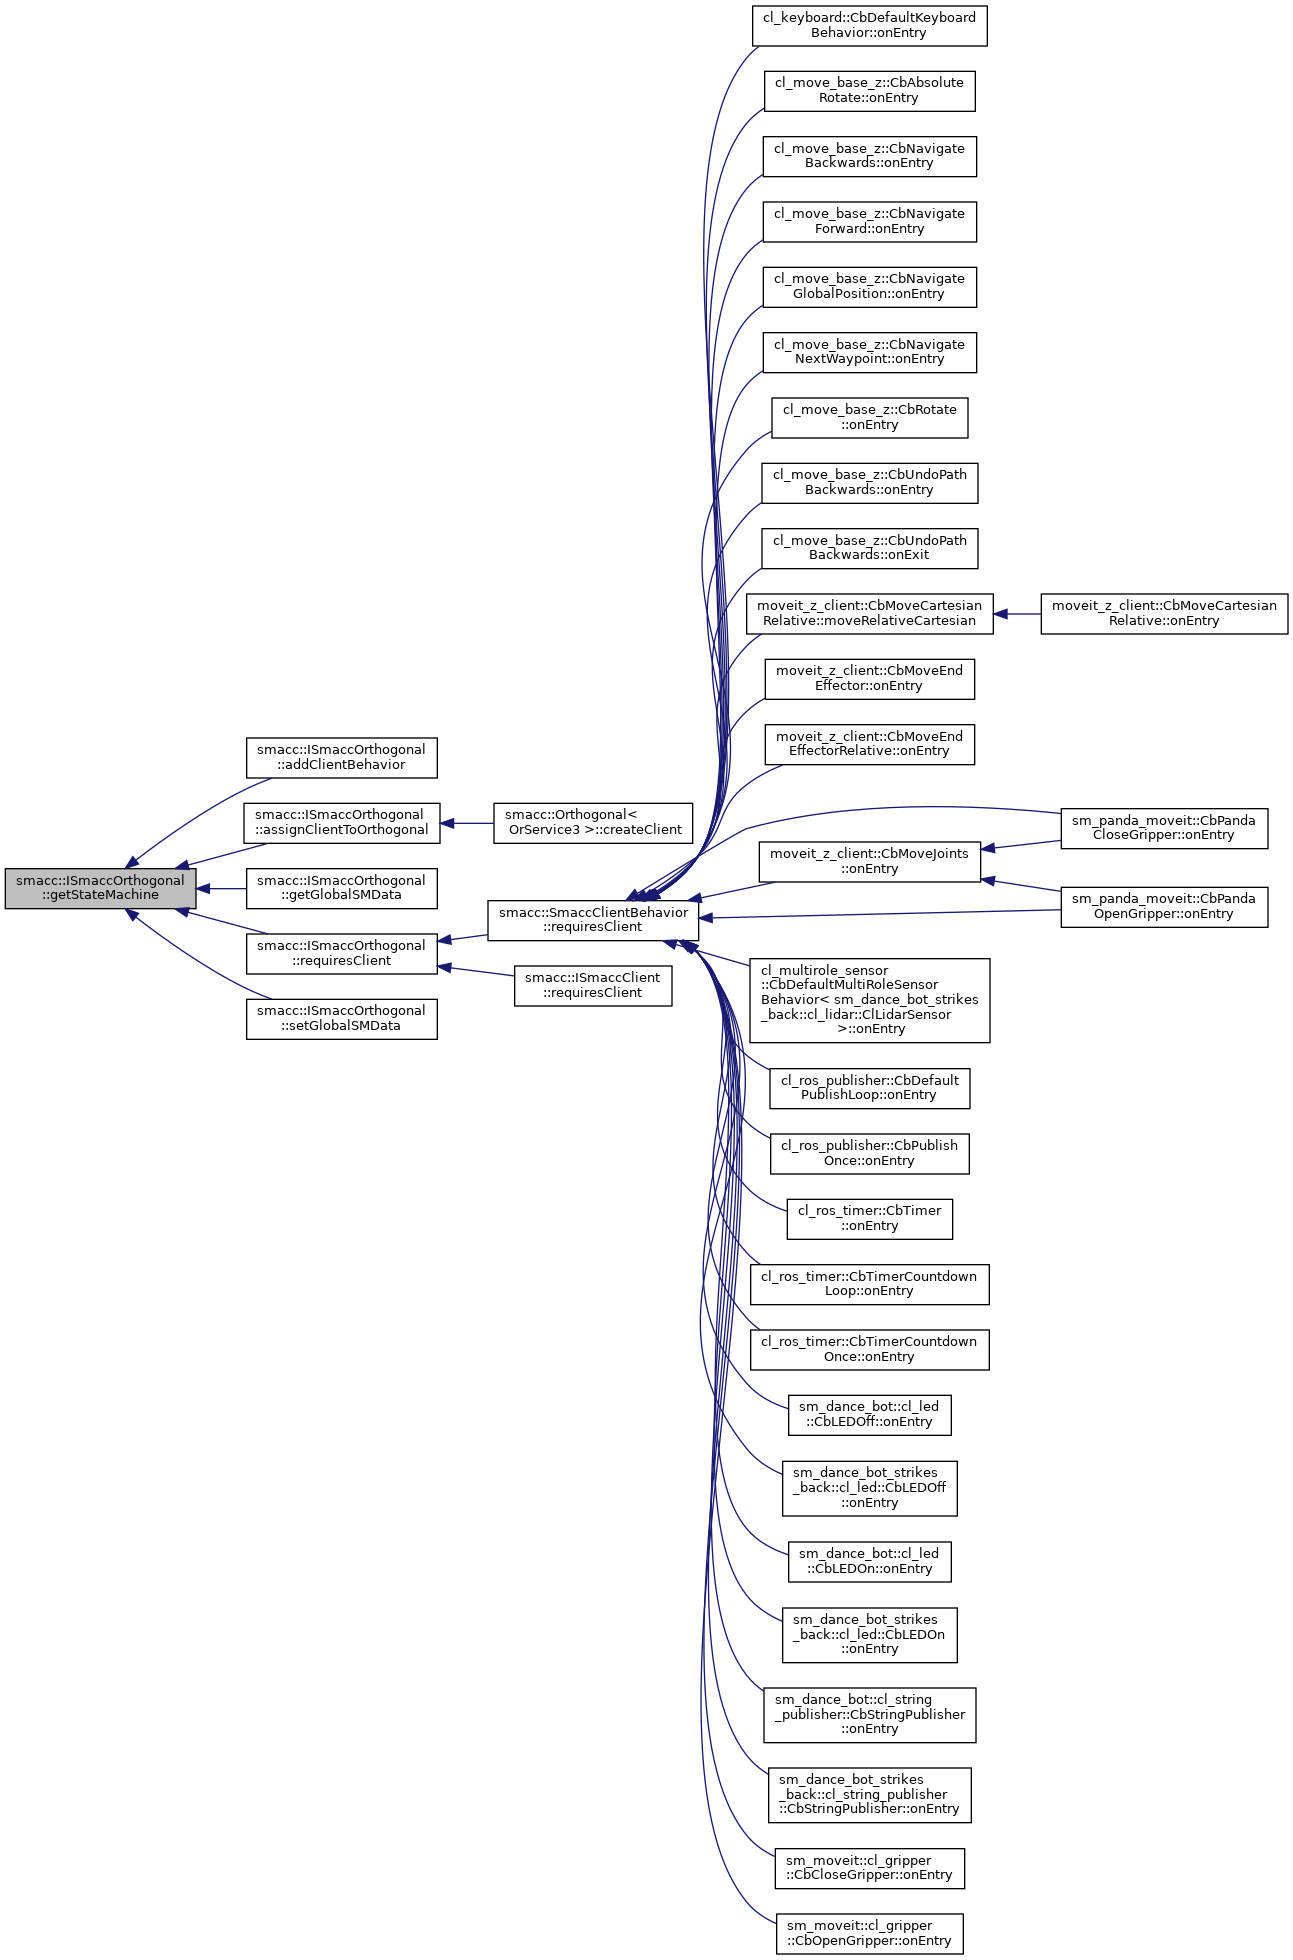 cl_keyboard::CbDefaultKeyboard
Behavior::onEntry
cl_move_base_z::CbAbsolute
Rotate::onEntry
cl_move_base_z::CbNavigate
Backwards::onEntry
cl_move_base_z::CbNavigate
Forward::onEntry
cl_move_base_z::CbNavigate
GlobalPosition::onEntry
cl_move_base_z::CbNavigate
NextWaypoint::onEntry
cl_move_base_z::CbRotate
::onEntry
cl_move_base_z::CbUndoPath
Backwards::onEntry
cl_move_base_z::CbUndoPath
Backwards::onExit
moveit_z_client::CbMoveCartesian
Relative::moveRelativeCartesian
moveit_z_client::CbMoveCartesian
Relative::onEntry
moveit_z_client::CbMoveEnd
Effector::onEntry
moveit_z_client::CbMoveEnd
EffectorRelative::onEntry
smacc::ISmaccOrthogonal
::addClientBehavior
smacc::ISmaccOrthogonal
::assignClientToOrthogonal
smacc::Orthogonal<
OrService3 >::createClient
sm_panda_moveit::CbPanda
CloseGripper::onEntry
moveit_z_client::CbMoveJoints
::onEntry
smacc::ISmaccOrthogonal
::getStateMachine
smacc::ISmaccOrthogonal
::getGlobalSMData
sm_panda_moveit::CbPanda
OpenGripper::onEntry
smacc::SmaccClientBehavior
::requiresClient
smacc::ISmaccOrthogonal
::requiresClient
smacc::ISmaccClient
::requiresClient
smacc::ISmaccOrthogonal
::setGlobalSMData
cl_multirole_sensor
::CbDefaultMultiRoleSensor
Behavior< sm_dance_bot_strikes
_back::cl_lidar::ClLidarSensor
>::onEntry
cl_ros_publisher::CbDefault
PublishLoop::onEntry
cl_ros_publisher::CbPublish
Once::onEntry
cl_ros_timer::CbTimer
::onEntry
cl_ros_timer::CbTimerCountdown
Loop::onEntry
cl_ros_timer::CbTimerCountdown
Once::onEntry
sm_dance_bot::cl_led
::CbLEDOff::onEntry
sm_dance_bot_strikes
_back::cl_led::CbLEDOff
::onEntry
sm_dance_bot::cl_led
::CbLEDOn::onEntry
sm_dance_bot_strikes
_back::cl_led::CbLEDOn
::onEntry
sm_dance_bot::cl_string
_publisher::CbStringPublisher
::onEntry
sm_dance_bot_strikes
_back::cl_string_publisher
::CbStringPublisher::onEntry
sm_moveit::cl_gripper
::CbCloseGripper::onEntry
sm_moveit::cl_gripper
::CbOpenGripper::onEntry